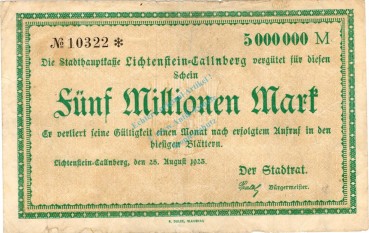 № 10322 * 5 000 000 M
Die Stadthauptkasse Lichtenstein-Callnberg vergütet für diesen
Schein
Fünf Millionen Mark
Er verliert seine Gültigkeit einen Monat nach erfolgtem Aufruf in den
hiesigen Blättern.
Lichtenstein-Callnberg, den 26. August 1923.
Der Stadtrat.
Bürgermeister.